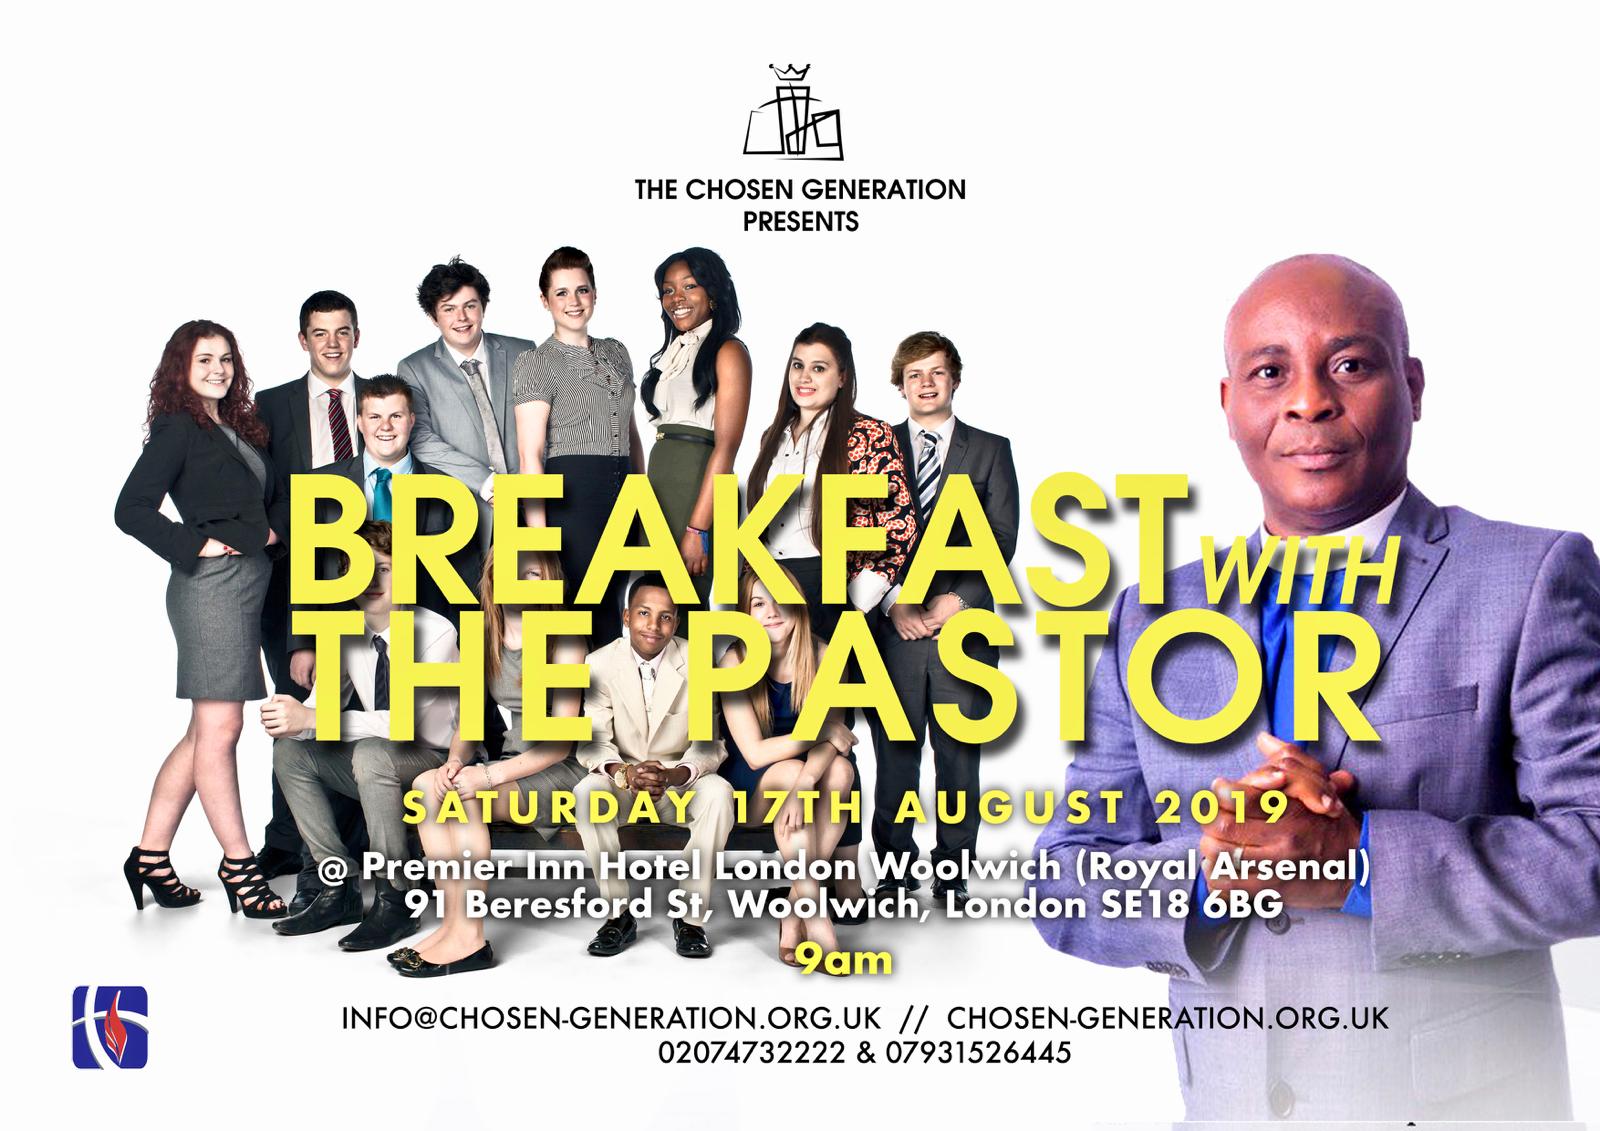 THE CHOSEN GENERATION
PRESENTS
BREAKFAST WITH
THE PASTOR
SATURDAY 17TH AUGUST 2019
@ Premier Inn Hotel London Woolwich (Royal Arsenal)
91 Beresford St, Woolwich, London SE18 6BG
9am
INFO@CHOSEN-GENERATION.ORG.UK // CHOSEN-GENERATION.ORG.UK
02074732222 & 07931526445